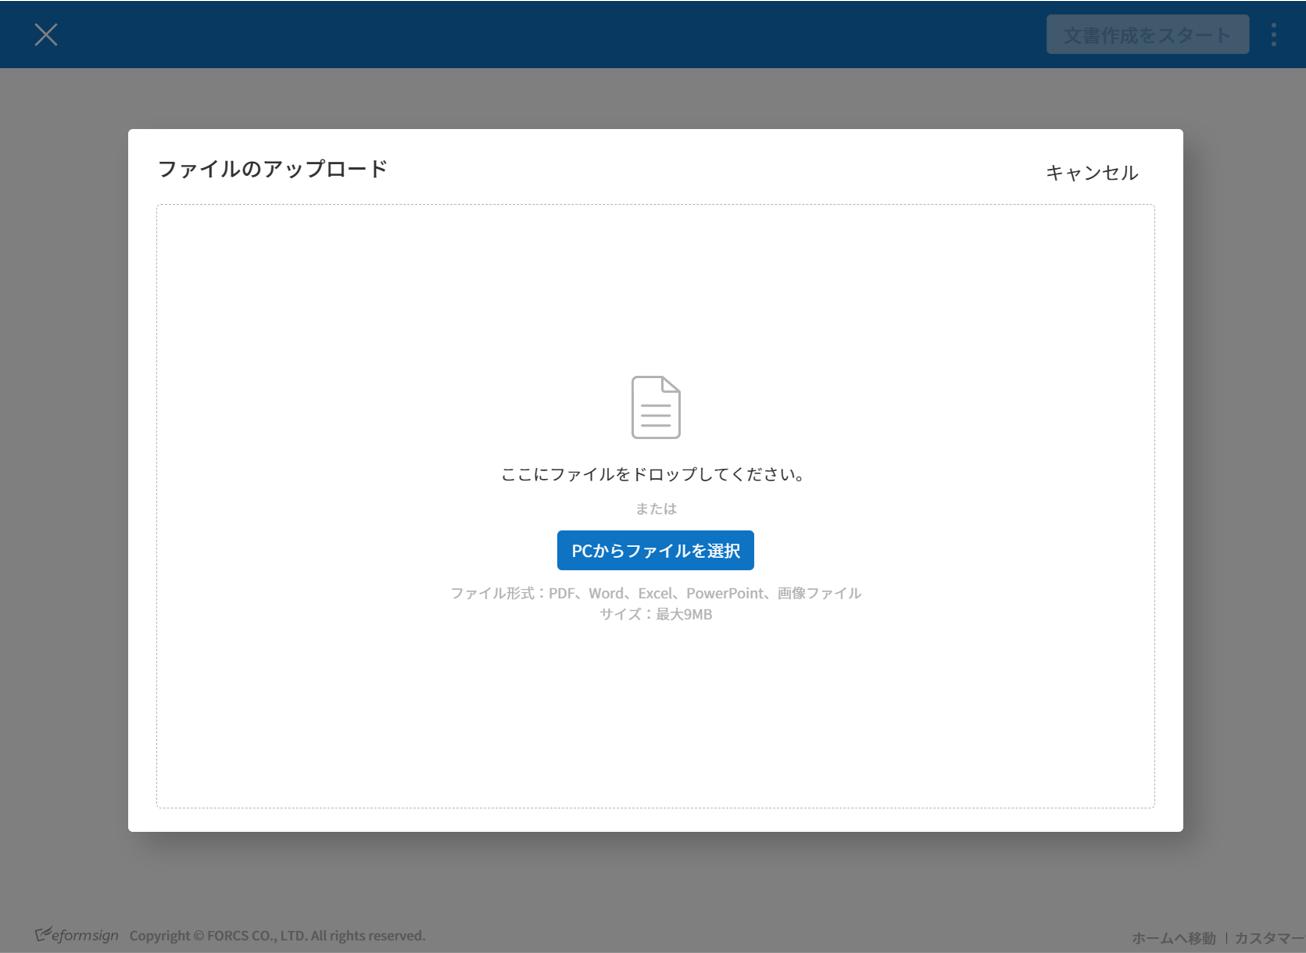 文書作成をスタート
ファイルのアップロード
キャンセル
ここにファイルをドロップしてください。
または
PCからファイルを選択
ファイル形式：PDF、Word、Excel、PowerPoint、画像ファイル
サイズ：最大9MB
eformsign Copyright © FORCS CO., LTD. All rights reserved.
ホームへ移動 | カスタマー